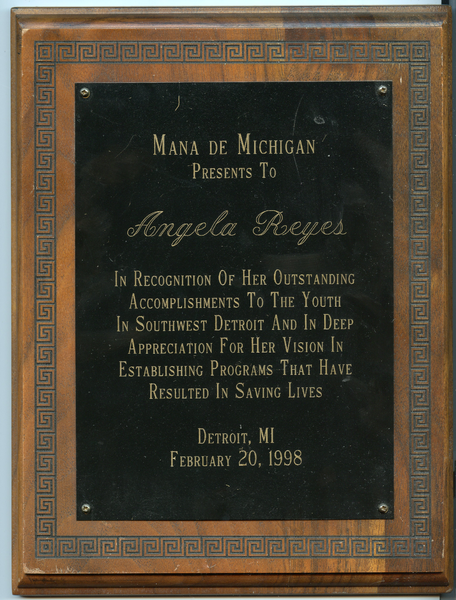 Mana de Michigan
Presents To
Angela Reyes
In Recognition Of Her Outstanding
Accomplishments To The Youth
In Southwest Detroit And In Deep
Appreciation For Her Vision In
Establishing Programs That Have
Resulted In Saving Lives
Detroit, MI
February 20, 1998